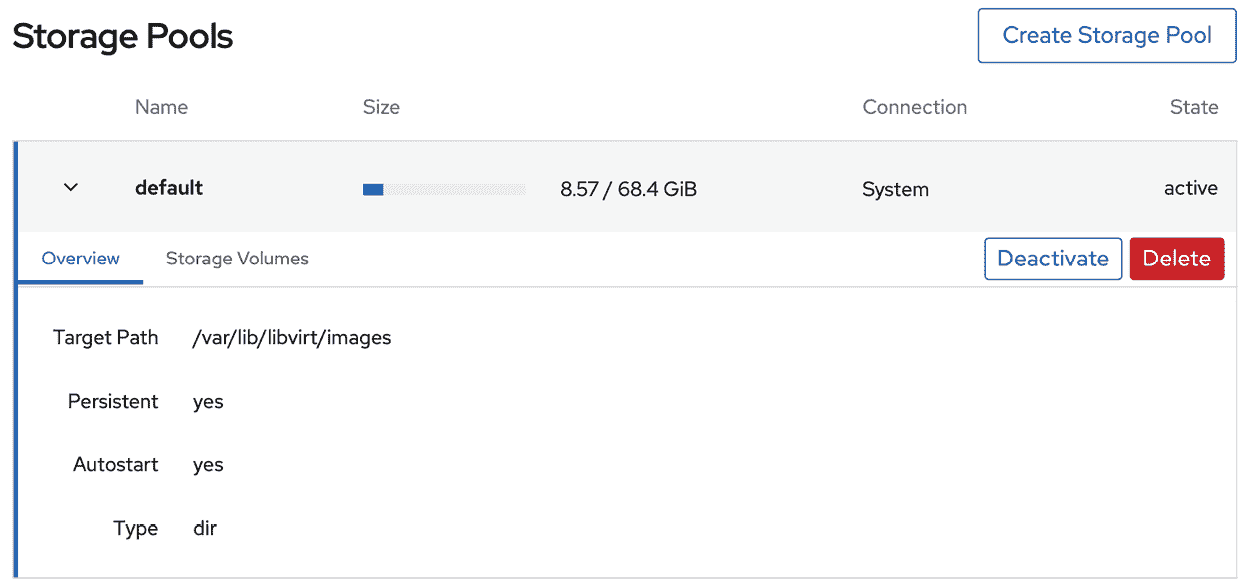 Storage Pools
Create Storage Pool
Name Size Connection State
default 8.57 / 68.4 GiB System active
Overview Storage Volumes Deactivate Delete
Target Path /var/lib/libvirt/images
Persistent yes
Autostart yes
Type dir